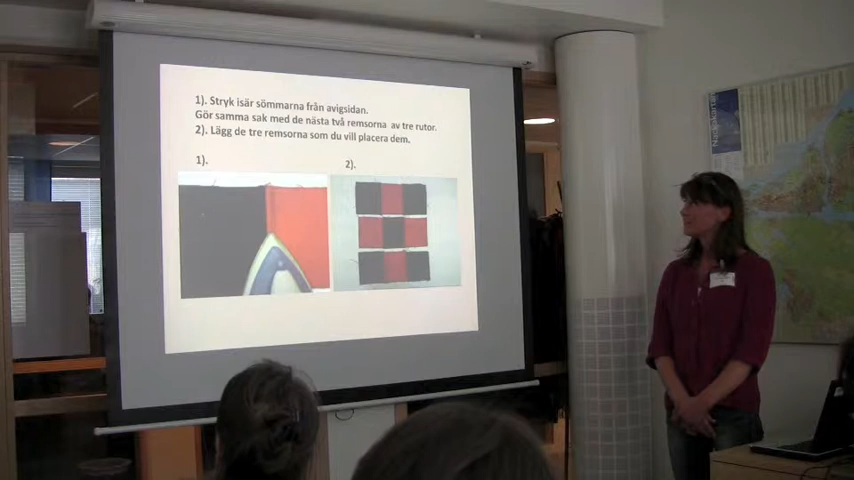 1). Stryk isär sömmarna från avigsidan.
Gör samma sak med de nästa två remsorna av tre rutor.
2). Lägg de tre remsorna som du vill placera dem.
1).
2).